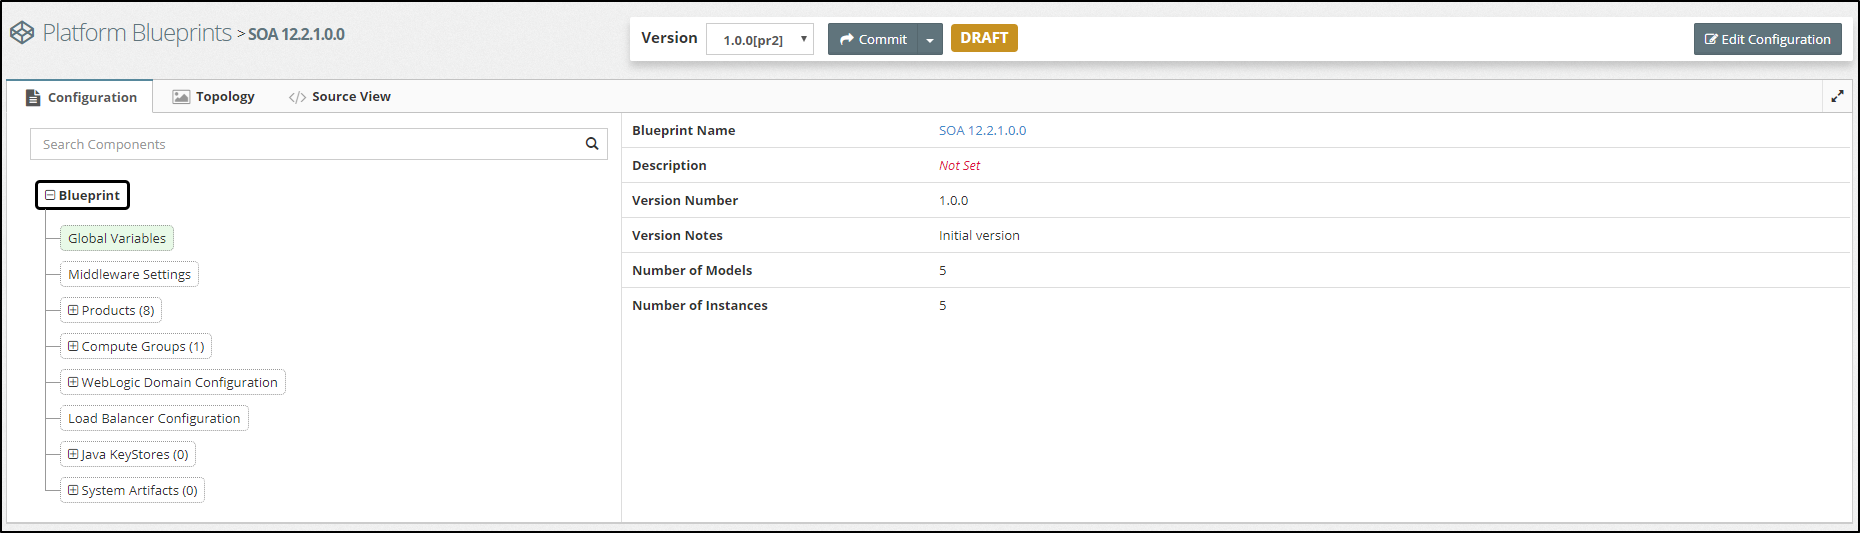 Platform Blueprints > SOA 12.2.1.0.0
Version 1.0.0[pr2] Commit DRAFT Edit Configuration
Configuration Topology Source View
Search Components
Blueprint
Global Variables
Middleware Settings
Products (8)
Compute Groups (1)
WebLogic Domain Configuration
Load Balancer Configuration
Java KeyStores (0)
System Artifacts (0)
Blueprint Name SOA 12.2.1.0.0
Description Not Set
Version Number 1.0.0
Version Notes Initial version
Number of Models 5
Number of Instances 5